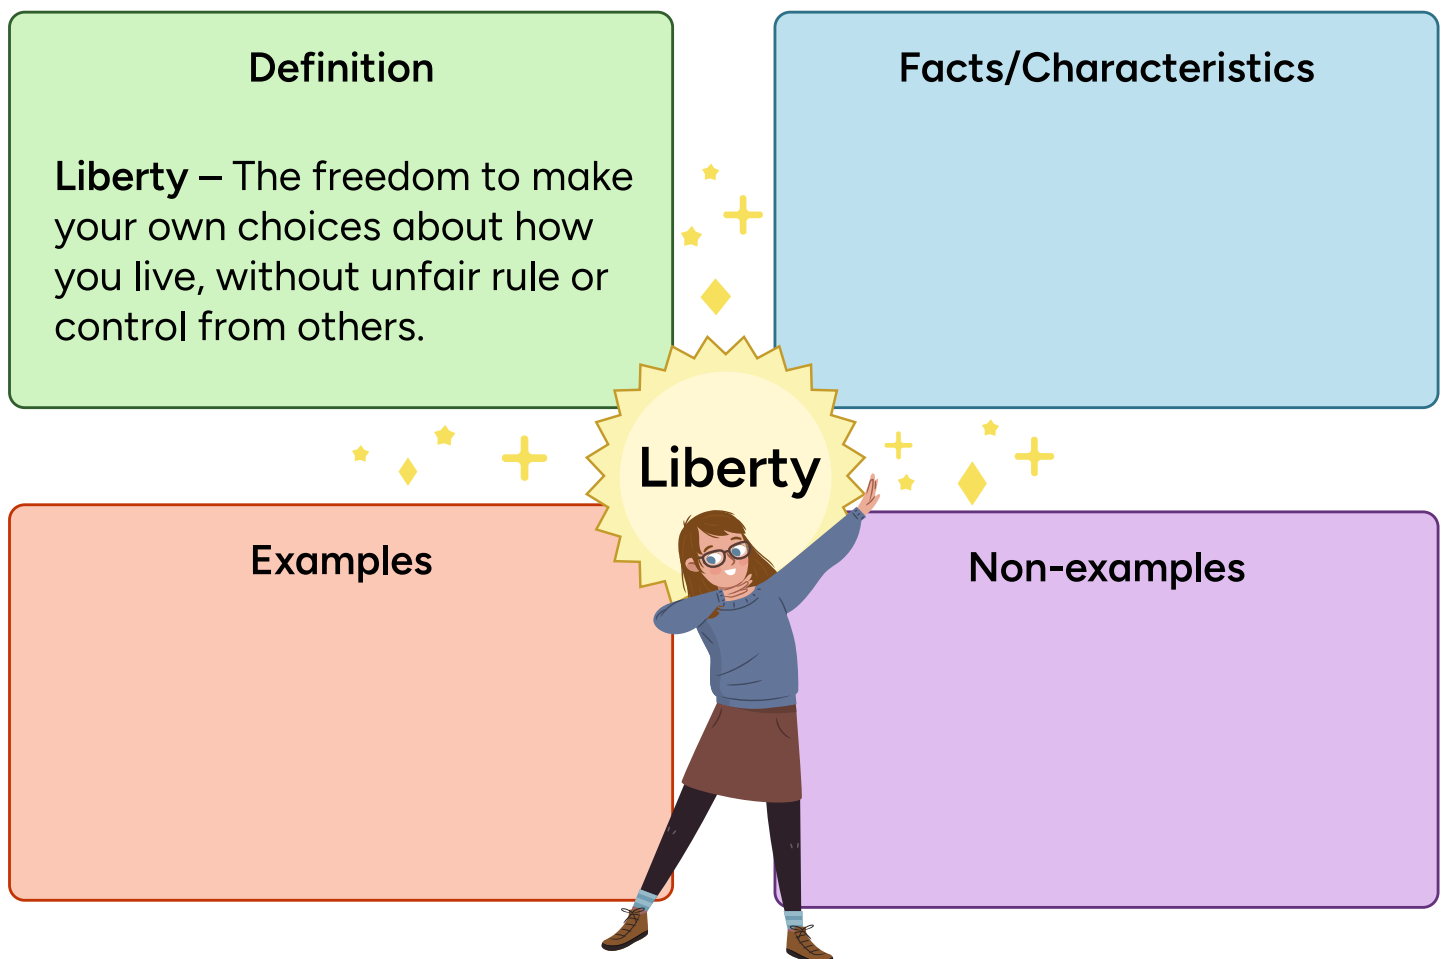 Definition
Liberty – The freedom to make
your own choices about how
you live, without unfair rule or
control from others.
Facts/Characteristics
Liberty
Examples
Non-examples